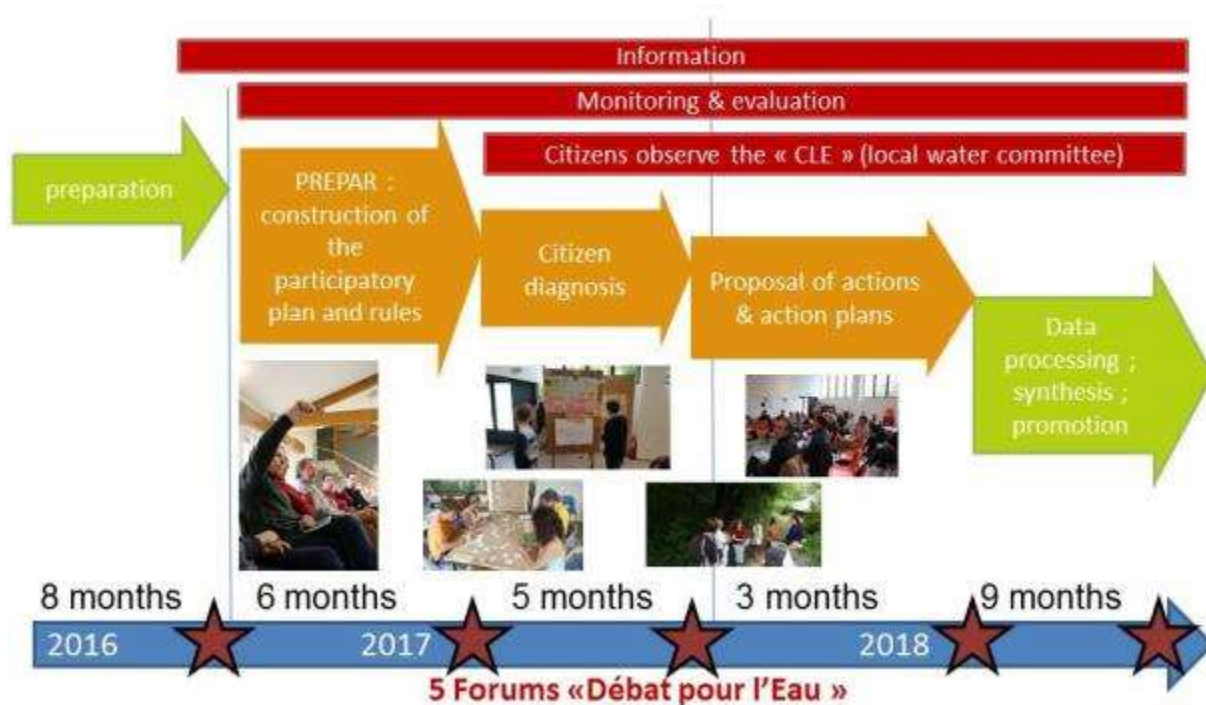 Information
Monitoring & evaluation
Citizens observe the « CLE » (local water committee)
preparation
PREPAR :
construction of
the
participatory
plan and rules
Citizen
diagnosis
Proposal of actions
& action plans
Data
processing ;
synthesis ;
promotion
8 months
6 months
5 months
3 months
9 months
2016
2017
2018
5 Forums «Débat pour l'Eau »